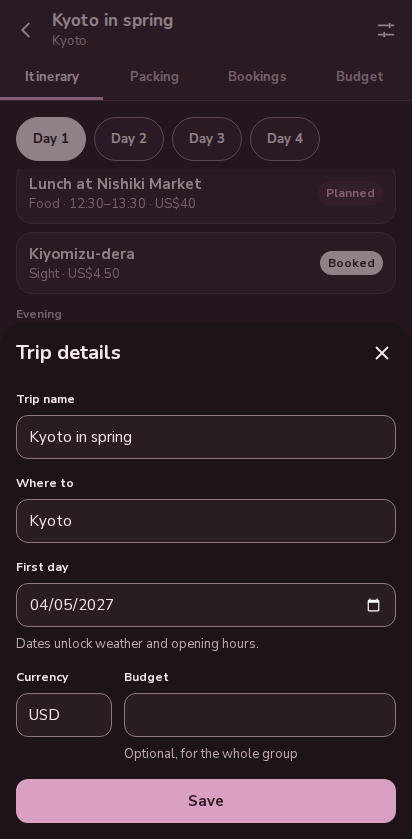 Kyoto in spring
Kyoto
Itinerary Packing Bookings Budget
Day 1 Day 2 Day 3 Day 4
Lunch at Nishiki Market
Food · 12:30–13:30 · US$40
Planned
Kiyomizu-dera
Sight · US$4.50
Booked
Evening
Trip details
Trip name
Kyoto in spring
Where to
Kyoto
First day
04/05/2027
Dates unlock weather and opening hours.
Currency Budget
USD
Optional, for the whole group
Save